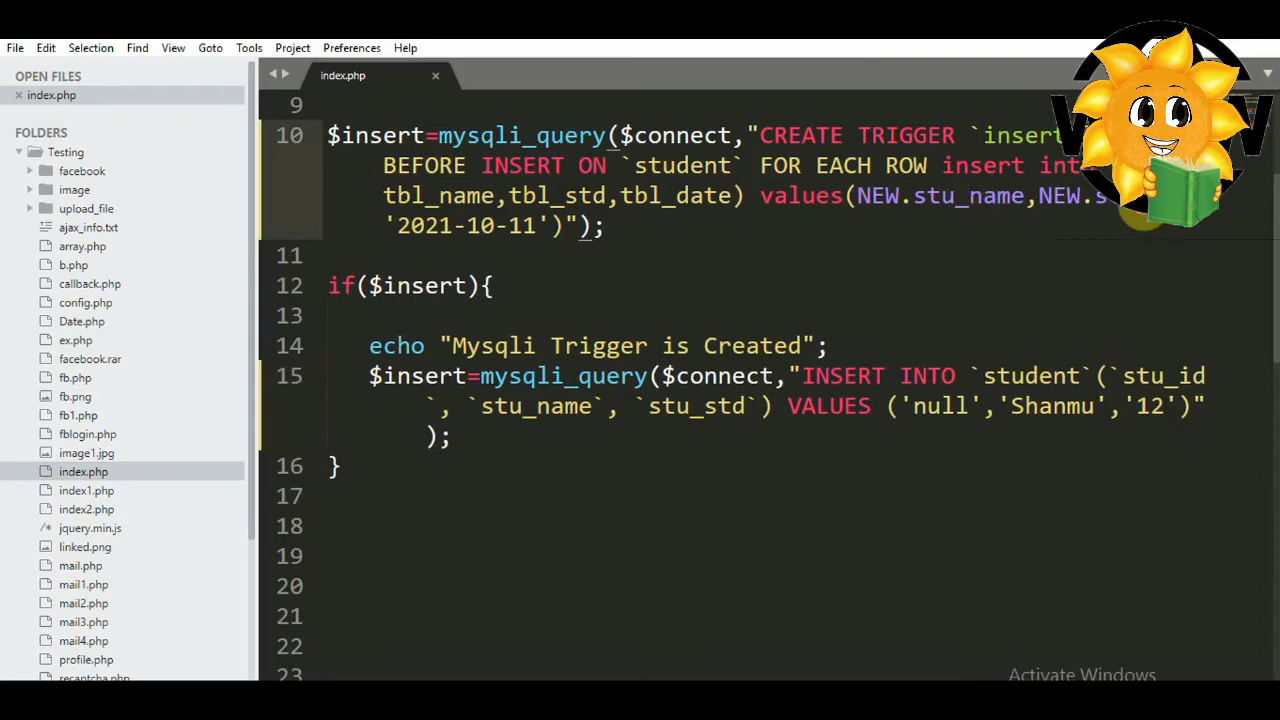 File Edit Selection Find View Goto Tools Project Preferences Help
OPEN FILES
× index.php
FOLDERS
Testing
facebook
image
upload_file
ajax_info.txt
array.php
b.php
callback.php
config.php
Date.php
ex.php
facebook.rar
fb.php
fb.png
fb1.php
fblogin.php
image1.jpg
index.php
index1.php
index2.php
/* jquery.min.js
linked.png
mail.php
mail1.php
mail2.php
mail3.php
mail4.php
profile.php
recaptcha.php
index.php ×
9
10 $insert=mysqli_query($connect,"CREATE TRIGGER `insert
BEFORE INSERT ON `student` FOR EACH ROW insert int
tbl_name,tbl_std,tbl_date) values(NEW.stu_name,NEW.s
'2021-10-11')");
11
12 if($insert){
13
14 echo "Mysqli Trigger is Created";
15 $insert=mysqli_query($connect,"INSERT INTO `student`(`stu_id
`, `stu_name`, `stu_std`) VALUES ('null','Shanmu','12')"
);
16 }
17
18
19
20
21
22
23
Activate Windows